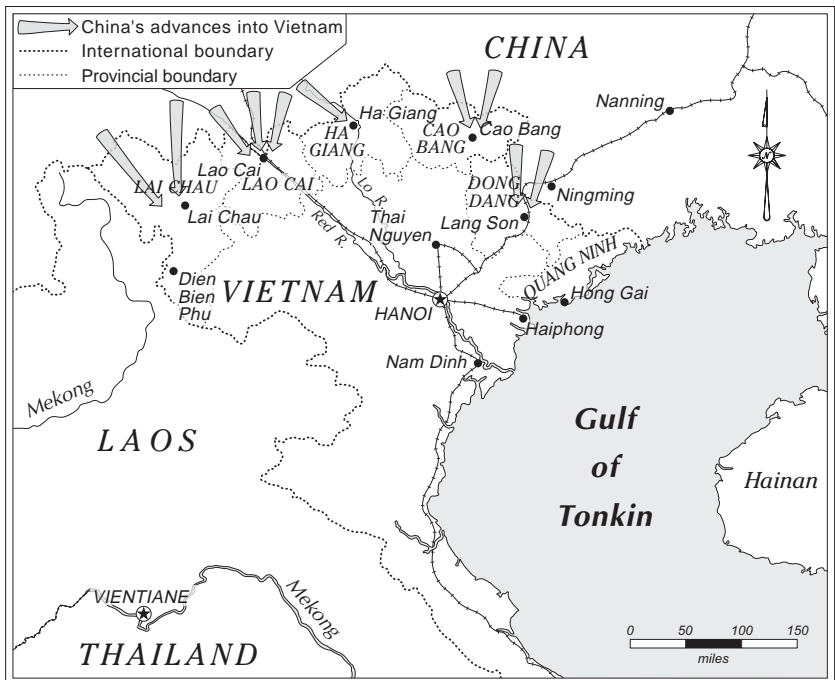 China's advances into Vietnam
International boundary
Provincial boundary
CHINA
Nanning
Ha Giang
HA
GIANG
CAO
BANG
Cao Bang
N
Lao Cai
LAO CAI
LAI CHAU
Lai Chau
Lo R.
Red R.
DONG
DANG
Ningming
Lang Son
Thai
Nguyen
QUANG NINH
Dien
Bien
Phu
VIETNAM
HANOI
Hong Gai
Haiphong
Nam Dinh
Mekong
LAOS
Gulf
of
Tonkin
Hainan
VIENTIANE
Mekong
THAILAND
0 50 100 150
miles